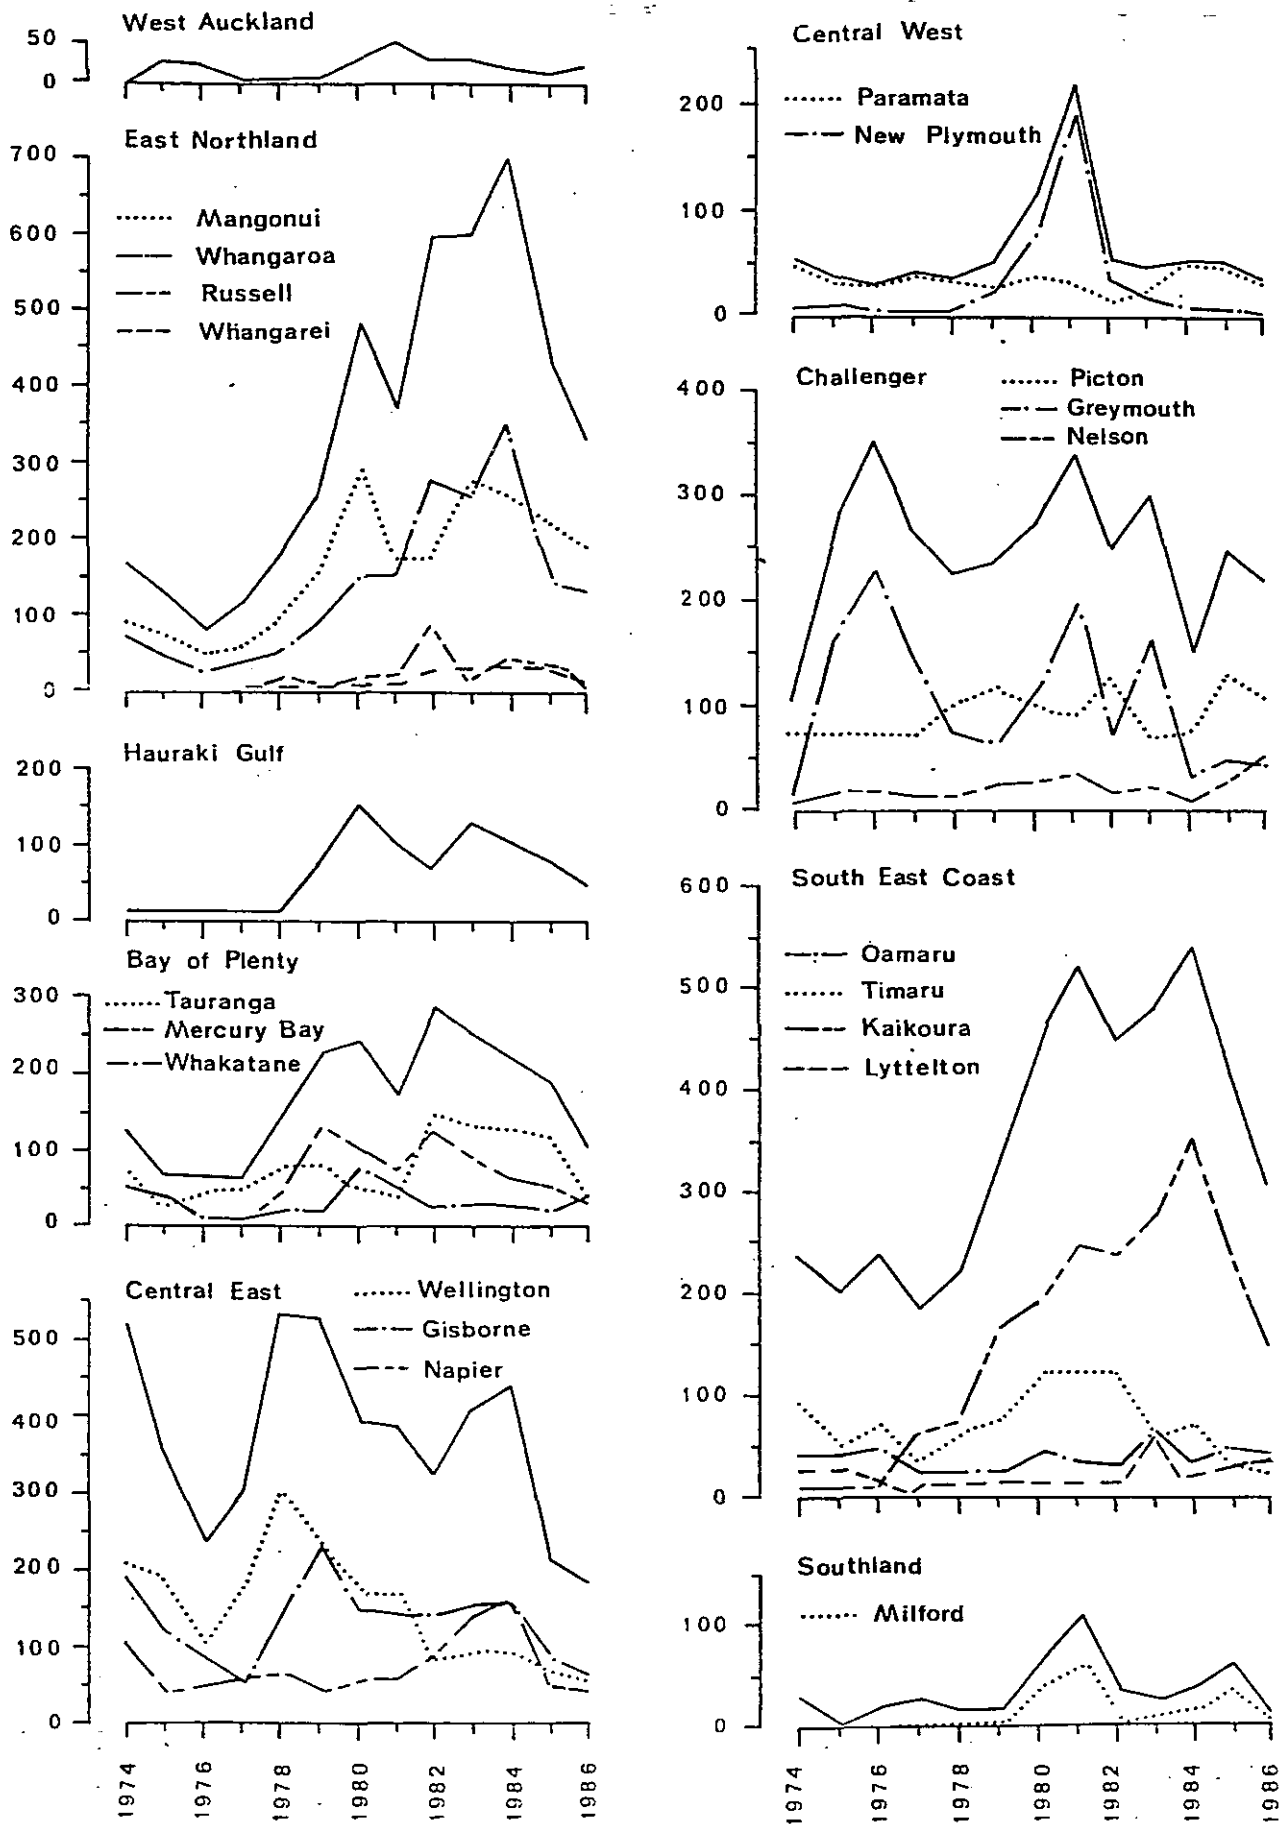 West Auckland
50
0
East Northland
700
600
500
400
300
200
100
0
Mangonui
Whangaroa
Russell
Whangarei
Hauraki Gulf
200
100
0
Bay of Plenty
300
200
100
0
Tauranga
Mercury Bay
Whakatane
Central East
500
400
300
200
100
0
Wellington
Gisborne
Napier
1974
1976
1978
1980
1982
1984
1986
Central West
200
100
0
Paramata
New Plymouth
Challenger
400
300
200
100
0
Picton
Greymouth
Nelson
South East Coast
600
500
400
300
200
100
0
Oamaru
Timaru
Kaikoura
Lyttelton
Southland
100
0
Milford
1974
1976
1978
1980
1982
1984
1986